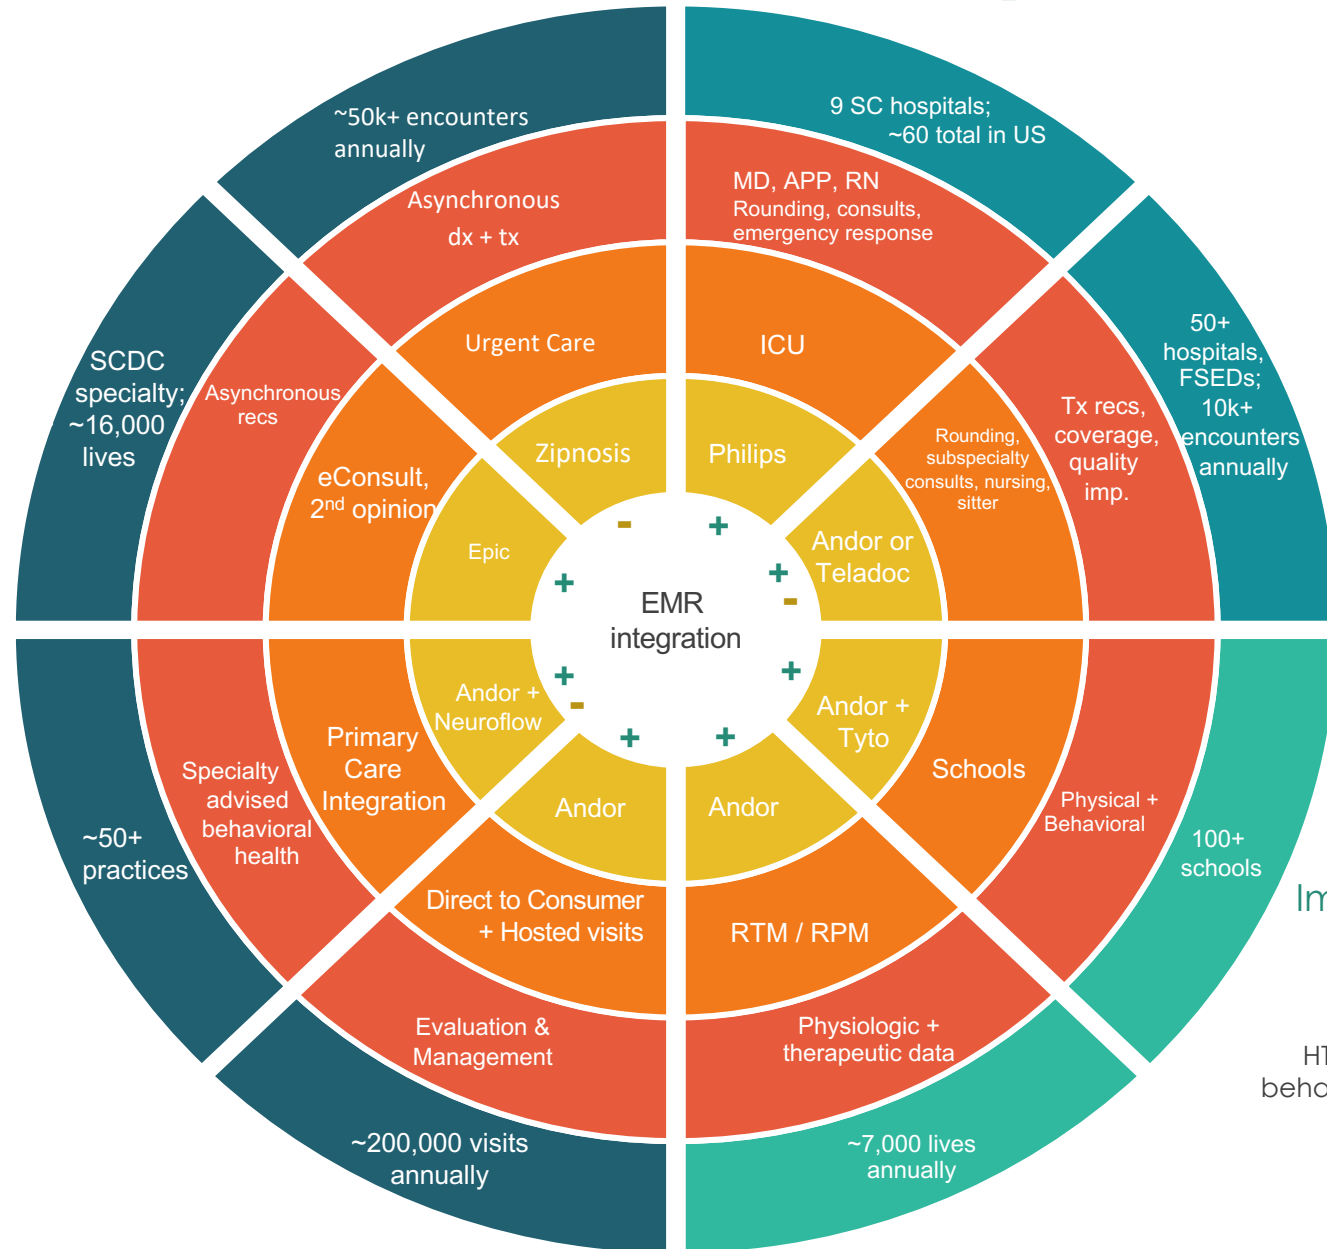 ~50k+ encounters
annually
9 SC hospitals;
~60 total in US
Asynchronous
dx + tx
MD, APP, RN
Rounding, consults,
emergency response
Urgent Care
ICU
Zipnosis
Philips
SCDC
specialty;
~16,000
lives
Asynchronous
recs
eConsult,
2nd opinion
Epic
50+
hospitals,
FSEDs;
10k+
encounters
annually
Tx recs,
coverage,
quality
imp.
Rounding,
subspecialty
consults, nursing,
sitter
Andor or
Teladoc
-
+
+
+
-
EMR
integration
+
+
-
+
+
~50+
practices
Specialty
advised
behavioral
health
Primary
Care
Integration
Andor +
Neuroflow
Andor +
Tyto
Schools
Physical +
Behavioral
100+
schools
Andor
Andor
Direct to Consumer
+ Hosted visits
RTM / RPM
Evaluation &
Management
Physiologic +
therapeutic data
~200,000 visits
annually
~7,000 lives
annually
Im
HT
beha